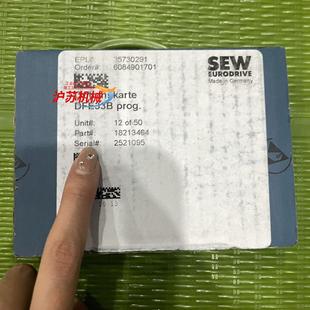 EPL#: 35730291
Order#: 6084901701
SEW
EURODRIVE
Made in Germany
沪苏机械
karte
DFE33B prog.
Unit#: 12 of 50
Part#: 18213464
Serial#: 2521095